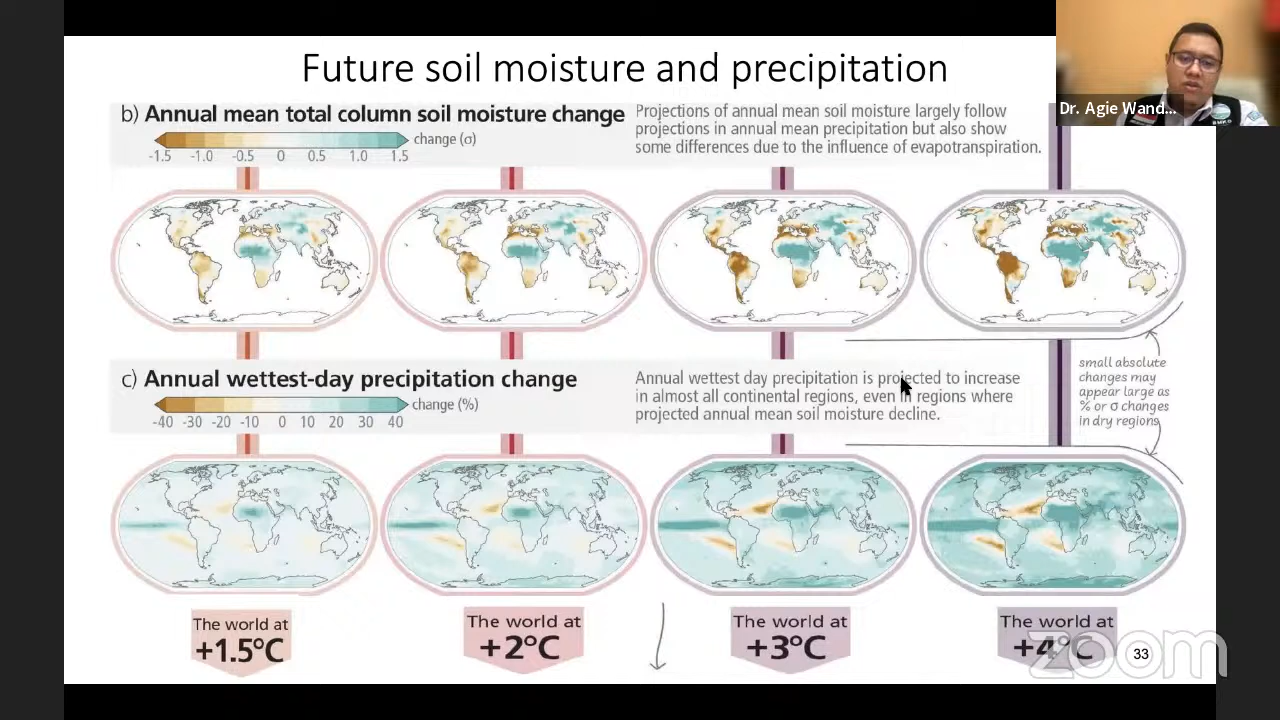 Future soil moisture and precipitation
Dr. Agie Wand...
b) Annual mean total column soil moisture change
change (σ)
-1.5 -1.0 -0.5 0 0.5 1.0 1.5
Projections of annual mean soil moisture largely follow
projections in annual mean precipitation but also show
some differences due to the influence of evapotranspiration.
c) Annual wettest-day precipitation change
change (%)
-40 -30 -20 -10 0 10 20 30 40
Annual wettest day precipitation is projected to increase
in almost all continental regions, even in regions where
projected annual mean soil moisture decline.
small absolute
changes may
appear large as
% or σ changes
in dry regions
The world at
+1.5°C
The world at
+2°C
The world at
+3°C
The world at
+4°C
33
zoom